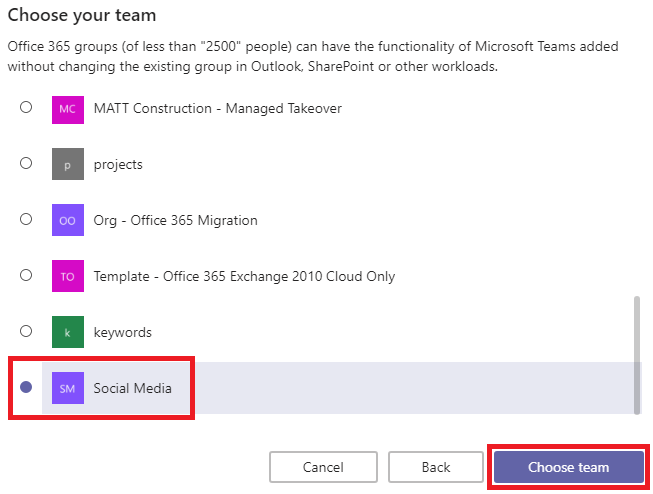 Choose your team
Office 365 groups (of less than "2500" people) can have the functionality of Microsoft Teams added
without changing the existing group in Outlook, SharePoint or other workloads.
MC MATT Construction - Managed Takeover
p projects
OO Org - Office 365 Migration
TO Template - Office 365 Exchange 2010 Cloud Only
k keywords
SM Social Media
Cancel Back Choose team